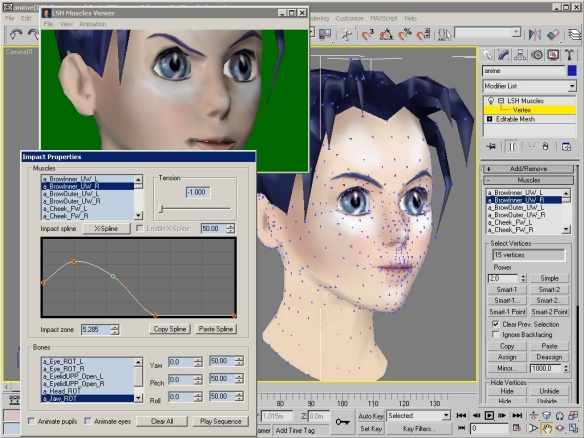 anime
LSH Muscles Viewer
File View Animation
Edit
ndering Customize MAXScript Help
Camera01
anime
Modifier List
LSH Muscles
Vertex
Editable Mesh
Impact Properties
Muscles
a_BrowInner_UW_L
a_BrowInner_UW_R
a_BrowOuter_UW_L
a_BrowOuter_UW_R
a_Cheek_FW_L
a_Cheek_FW_R
Tension
-1.000
Impact spline
X-Spline
Enable X-Spline
50.00
Impact zone
5.285
Copy Spline
Paste Spline
Bones
a_Eye_ROT_L
a_Eye_ROT_R
a_EyelidUPP_Open_L
a_EyelidUPP_Open_R
a_Head_ROT
a_Jaw_ROT
Yaw 0.0 50.00
Pitch 0.0 50.00
Roll 0.0 50.00
Animate pupils
Animate eyes
Clear All
Play Sequence
Add/Remove
Muscles
a_BrowInner_UW_L
a_BrowInner_UW_R
a_BrowOuter_UW_L
a_BrowOuter_UW_R
a_Cheek_FW_L
Select Vertices
15 vertices
Power
2,0
Simple
Smart-1 Smart-2
Smart-1... Smart-2...
Smart-1 Point Smart-2 Point
Clear Prev. Selection
Ignore Backfacing
Copy Paste
Assign Deassign
Mirror... 1000,0
Hide Vertices
Hide Unhide
Hide Unhide
80 90 100 110 120 130
1,015m
Z: 0,0m
Auto Key
Selected
Set Key
Key Filters...
Add Time Tag
0